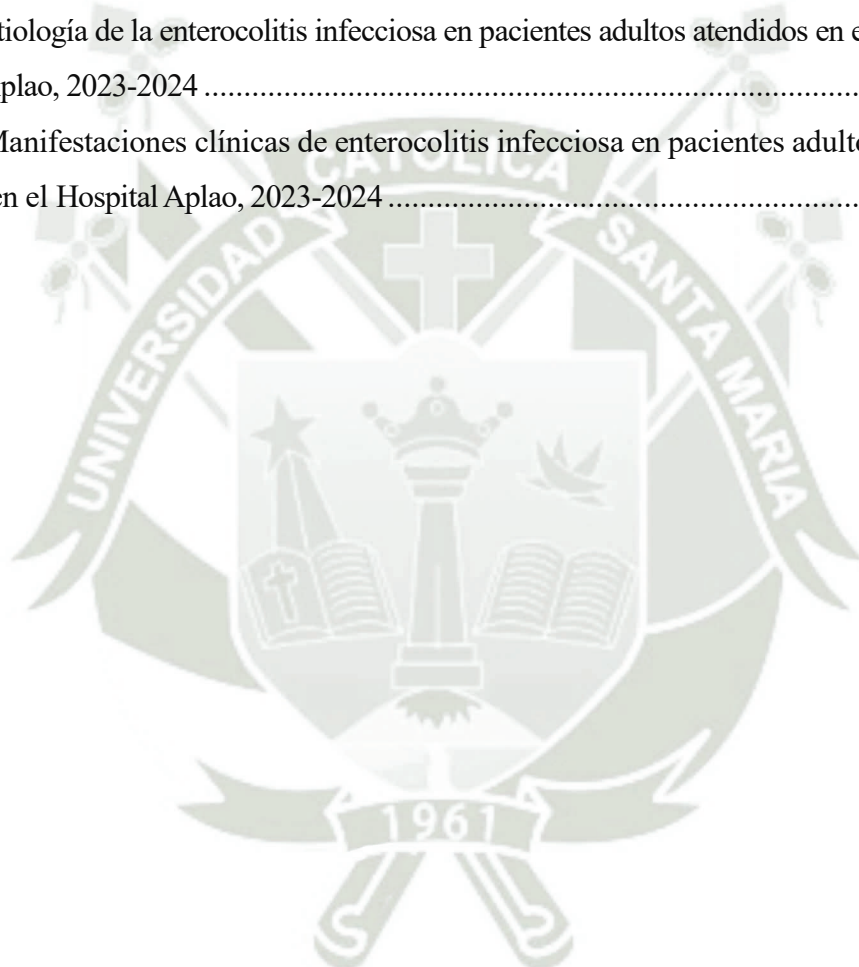 tiología de la enterocolitis infecciosa en pacientes adultos atendidos en e
plao, 2023-2024 ........................................................................................
Manifestaciones clínicas de enterocolitis infecciosa en pacientes adulto
en el Hospital Aplao, 2023-2024 ................................................................
CATOLICA
UNIVERSIDAD
SANTA MARIA
1961